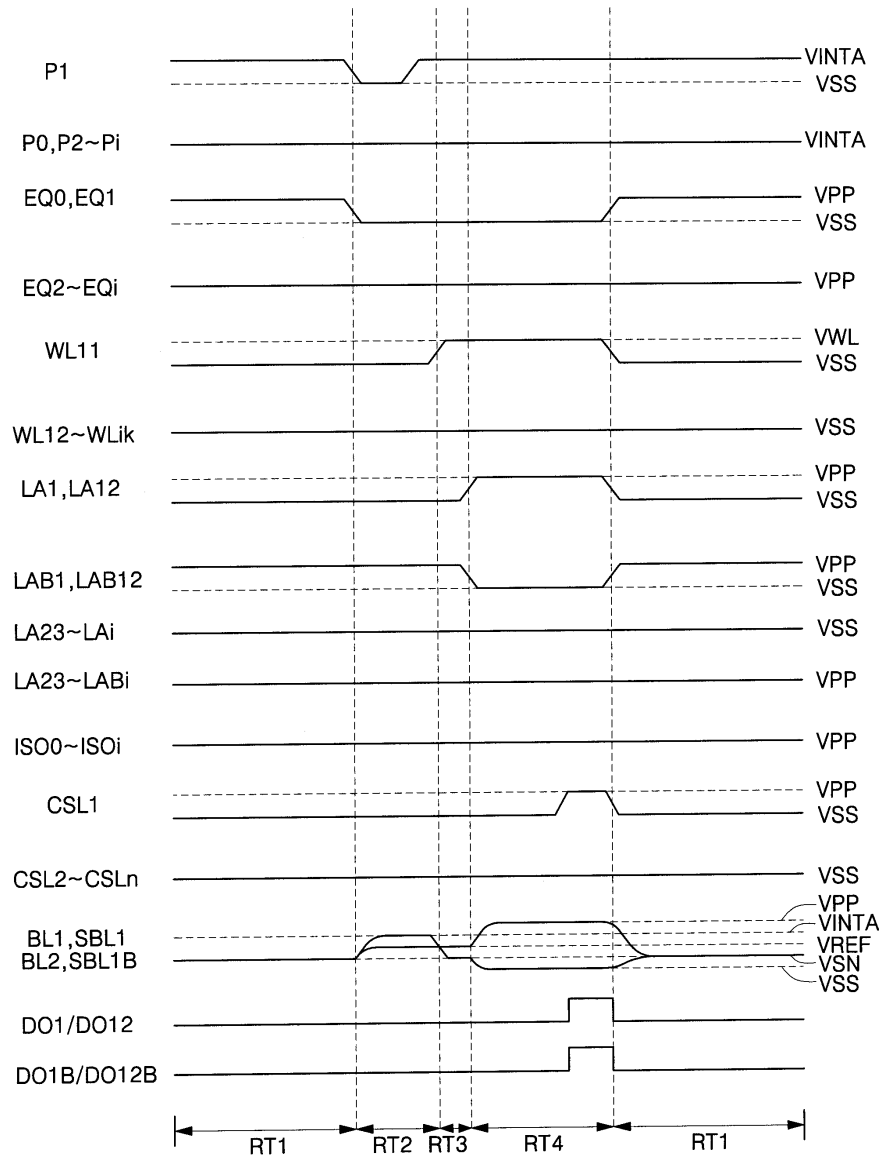 P1 VINTA
VSS
P0,P2~Pi VINTA
EQ0,EQ1 VPP
VSS
EQ2~EQi VPP
WL11 VWL
VSS
WL12~WLik VSS
LA1,LA12 VPP
VSS
LAB1,LAB12 VPP
VSS
LA23~LAi VSS
LA23~LABi VPP
ISO0~ISOi VPP
CSL1 VPP
VSS
CSL2~CSLn VSS
VPP
BL1,SBL1 VINTA
VREF
BL2,SBL1B VSN
VSS
DO1/DO12
DO1B/DO12B
RT1 RT2 RT3 RT4 RT1